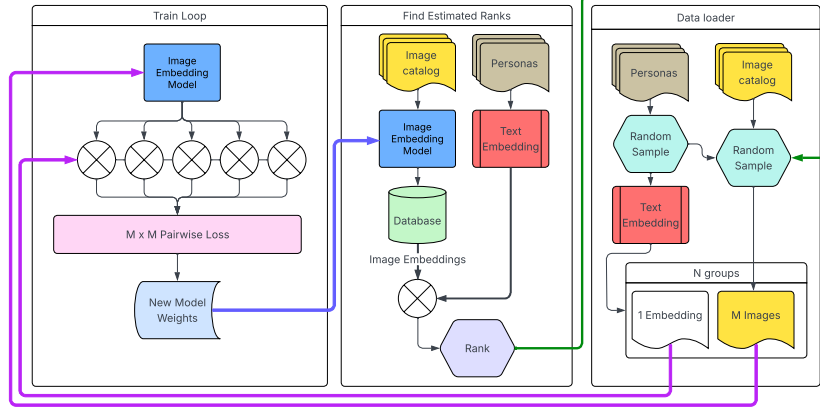 Train Loop
Image
Embedding
Model
M x M Pairwise Loss
New Model
Weights
Find Estimated Ranks
Image
catalog
Personas
Image
Embedding
Model
Text
Embedding
Database
Image Embeddings
Rank
Data loader
Personas
Image
catalog
Random
Sample
Random
Sample
Text
Embedding
N groups
1 Embedding
M Images